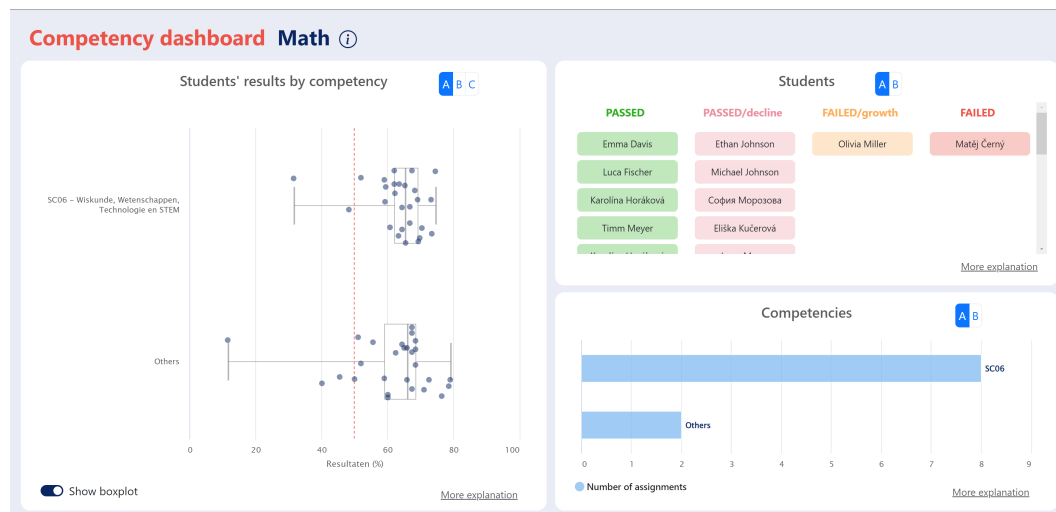 Competency dashboard Math i
Students' results by competency
A B C
SC06 – Wiskunde, Wetenschappen,
Technologie en STEM
Others
0 20 40 60 80 100
Resultaten (%)
Show boxplot
More explanation
Students
A B
PASSED PASSED/decline FAILED/growth FAILED
Emma Davis Ethan Johnson Olivia Miller Matěj Černý
Luca Fischer Michael Johnson
Karolína Horáková София Морозова
Timm Meyer Eliška Kučerová
More explanation
Competencies
A B
SC06
Others
0 1 2 3 4 5 6 7 8 9
Number of assignments
More explanation